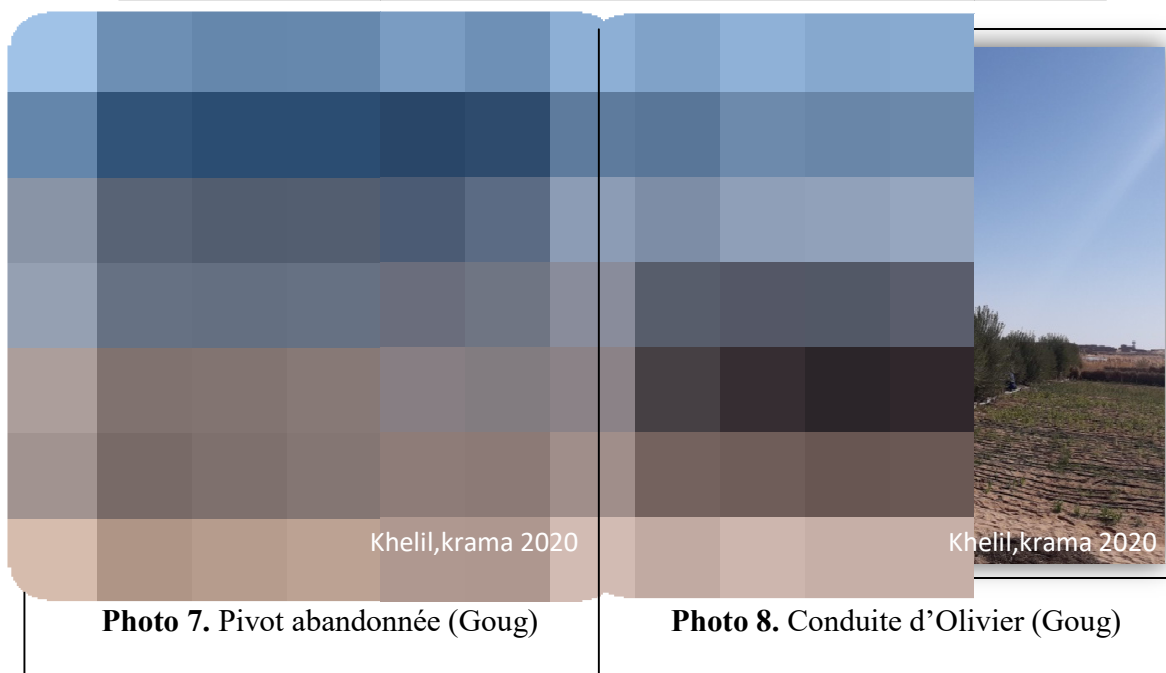 Khelil,krama 2020
Khelil,krama 2020
Photo 7. Pivot abandonnée (Goug)
Photo 8. Conduite d’Olivier (Goug)